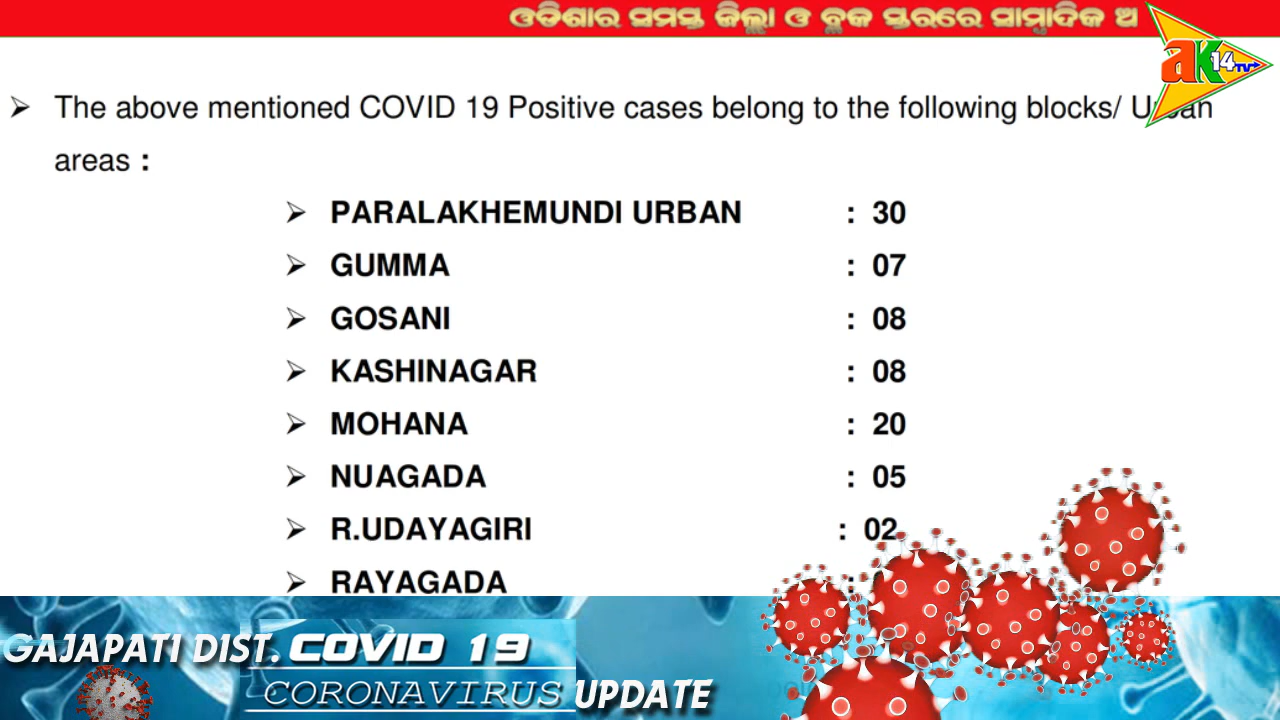 ଓଡିଶାର ସମସ୍ତ ଜିଲ୍ଲା ଓ ବ୍ଲକ ସ୍ତରରେ ସାମ୍ବାଦିକ ଅ
ak14TV
➢ The above mentioned COVID 19 Positive cases belong to the following blocks/ Urban
areas :
➢ PARALAKHEMUNDI URBAN : 30
➢ GUMMA : 07
➢ GOSANI : 08
➢ KASHINAGAR : 08
➢ MOHANA : 20
➢ NUAGADA : 05
➢ R.UDAYAGIRI : 02
➢ RAYAGADA :
GAJAPATI DIST. COVID 19
CORONAVIRUS UPDATE